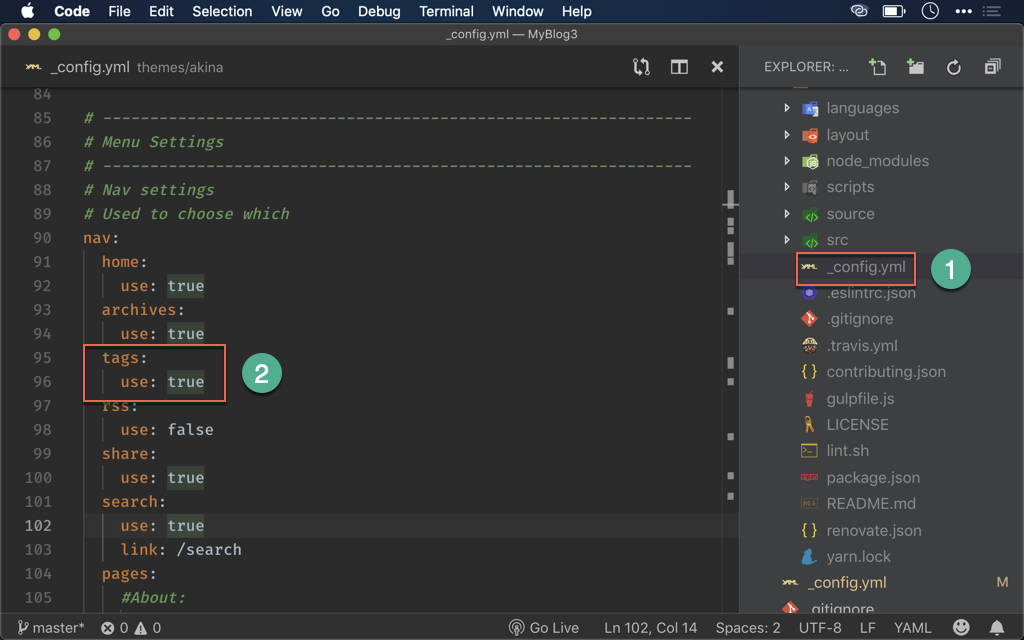 Code File Edit Selection View Go Debug Terminal Window Help
_config.yml — MyBlog3
_config.yml themes/akina
84
85 # ---------------------------------------------------------------
86 # Menu Settings
87 # ---------------------------------------------------------------
88 # Nav settings
89 # Used to choose which
90 nav:
91 home:
92 use: true
93 archives:
94 use: true
95 tags:
96 use: true
2
97 rss:
98 use: false
99 share:
100 use: true
101 search:
102 use: true
103 link: /search
104 pages:
105 #About:
EXPLORER: ...
languages
layout
node_modules
scripts
source
src
_config.yml
1
.eslintrc.json
.gitignore
.travis.yml
contributing.json
gulpfile.js
LICENSE
lint.sh
package.json
README.md
renovate.json
yarn.lock
_config.yml M
.gitignore
master* 0 0 Go Live Ln 102, Col 14 Spaces: 2 UTF-8 LF YAML